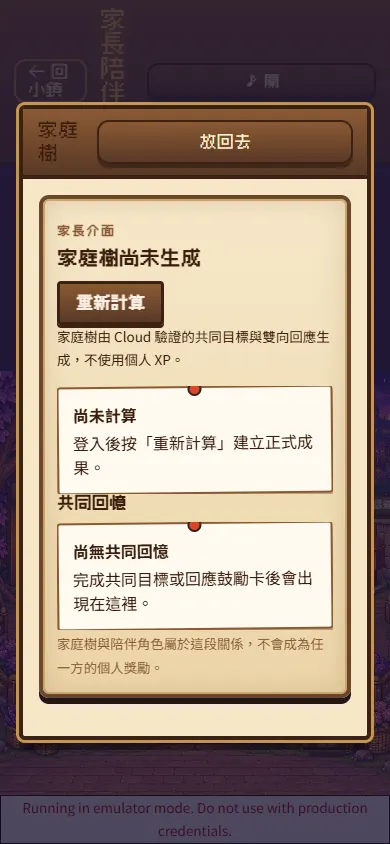 家長陪伴
← 回
小鎮
♪ 關
家庭
樹
放回去
家長介面
家庭樹尚未生成
重新計算
家庭樹由 Cloud 驗證的共同目標與雙向回應生
成，不使用個人 XP。
尚未計算
登入後按「重新計算」建立正式成
果。
共同回憶
尚無共同回憶
完成共同目標或回應鼓勵卡後會出
現在這裡。
家庭樹與陪伴角色屬於這段關係，不會成為任
一方的個人獎勵。
Running in emulator mode. Do not use with production
credentials.